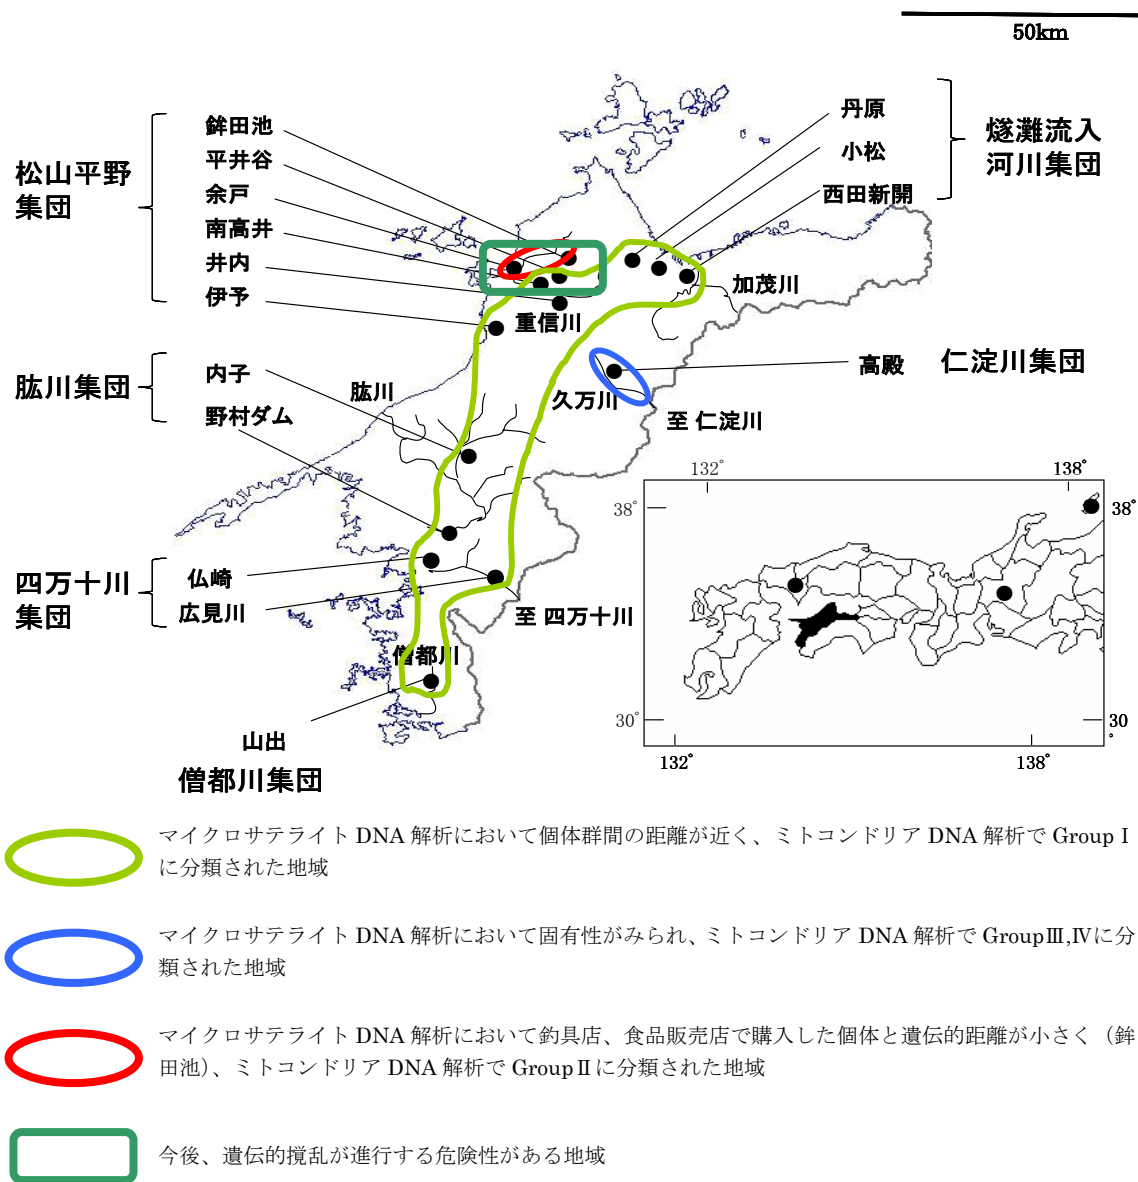 50km
鉾田池
平井谷
余戸
南高井
井内
伊予
松山平野
集団
丹原
小松
西田新開
燧灘流入
河川集団
加茂川
重信川
肱川集団
内子
野村ダム
肱川
久万川
高殿
仁淀川集団
至 仁淀川
四万十川
集団
仏崎
広見川
至 四万十川
僧都川
山出
僧都川集団
132°
138°
38°
38°
30°
30
°
132°
138°
マイクロサテライト DNA 解析において個体群間の距離が近く、ミトコンドリア DNA 解析で Group I
に分類された地域
マイクロサテライト DNA 解析において固有性がみられ、ミトコンドリア DNA 解析で GroupⅢ,Ⅳに分
類された地域
マイクロサテライト DNA 解析において釣具店、食品販売店で購入した個体と遺伝的距離が小さく（鉾
田池）、ミトコンドリア DNA 解析で GroupⅡに分類された地域
今後、遺伝的撹乱が進行する危険性がある地域